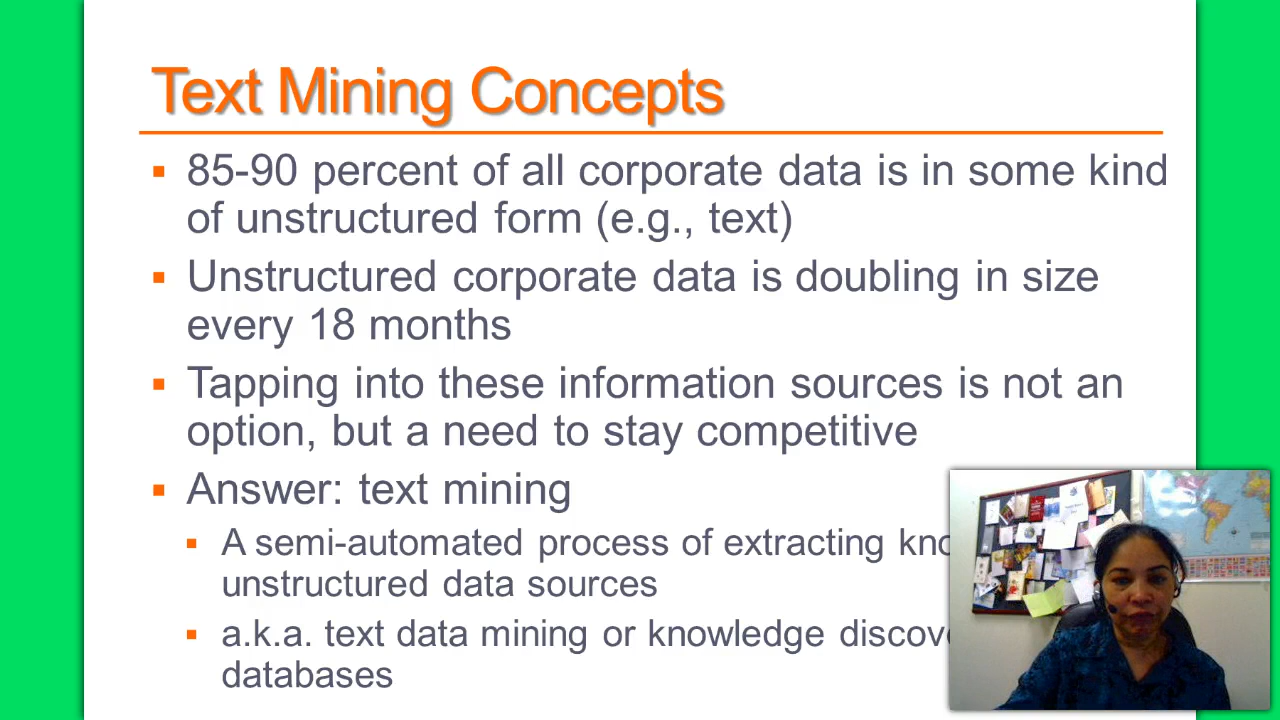 Text Mining Concepts
85-90 percent of all corporate data is in some kind
of unstructured form (e.g., text)
Unstructured corporate data is doubling in size
every 18 months
Tapping into these information sources is not an
option, but a need to stay competitive
Answer: text mining
A semi-automated process of extracting
unstructured data sources
a.k.a. text data mining or knowledge
databases